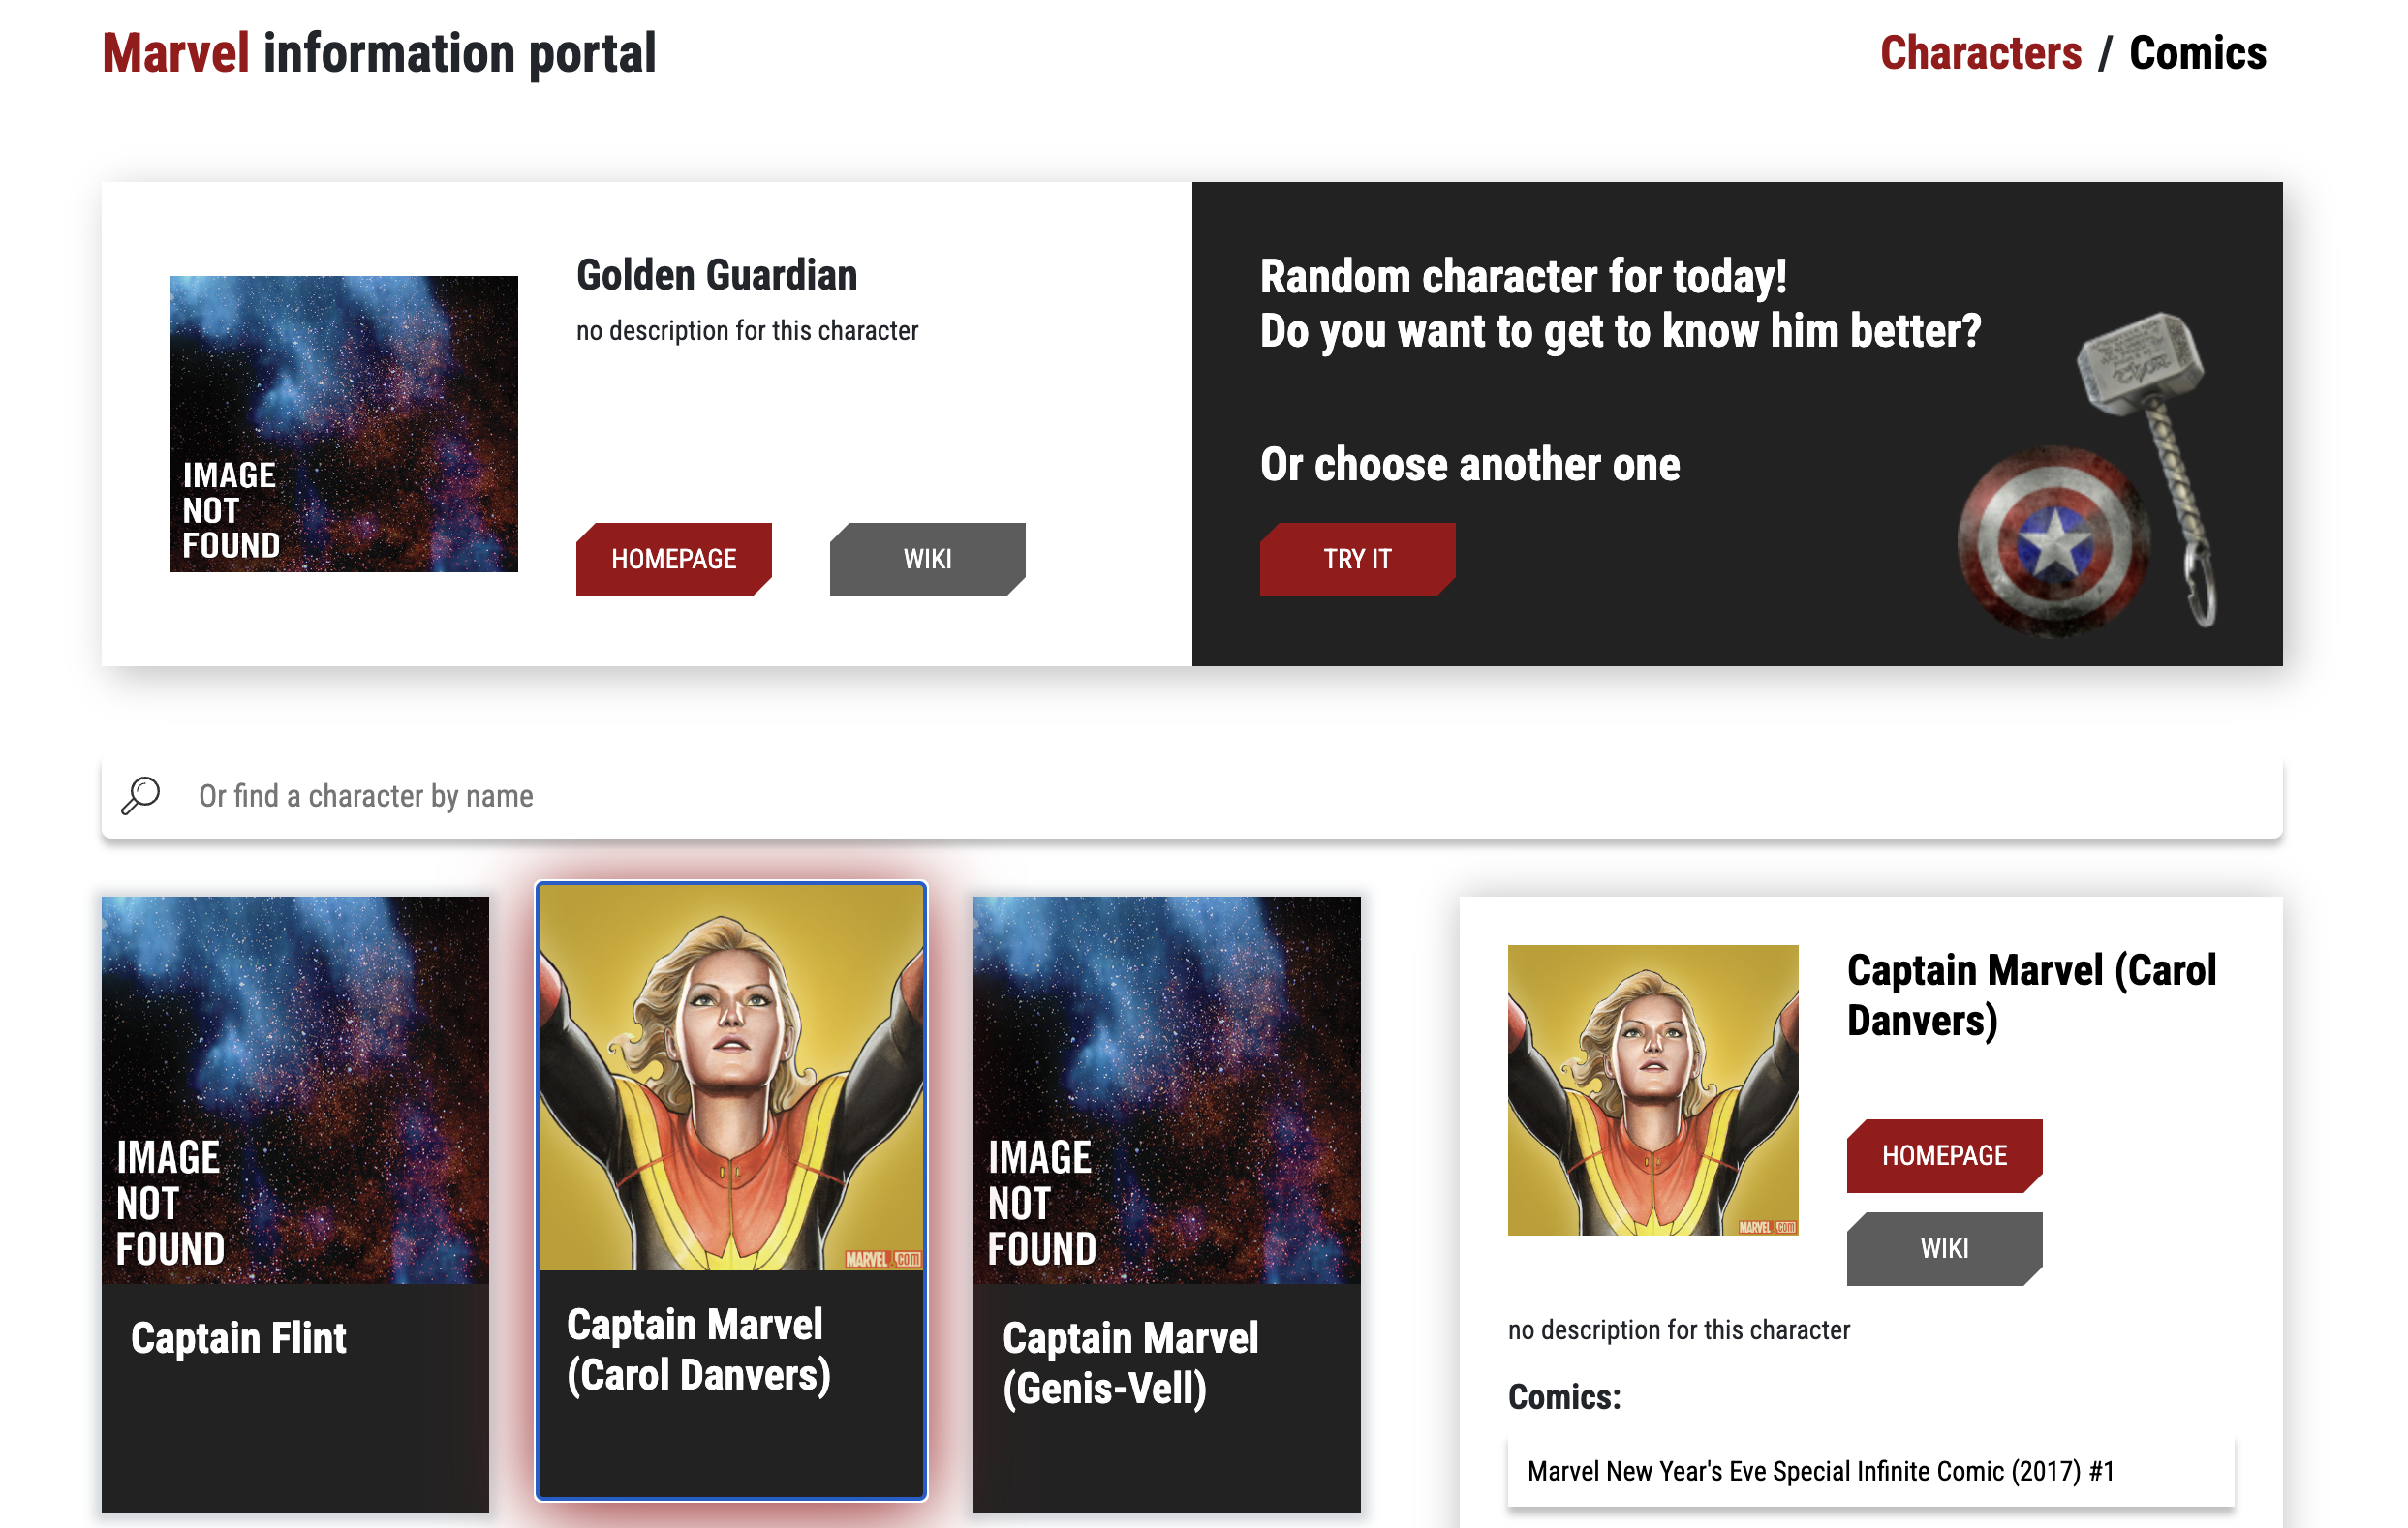 Marvel information portal
Characters / Comics
Golden Guardian
no description for this character
IMAGE
NOT
FOUND
HOMEPAGE
WIKI
Random character for today!
Do you want to get to know him better?
Or choose another one
TRY IT
Or find a character by name
IMAGE
NOT
FOUND
Captain Flint
MARVEL.com
Captain Marvel
(Carol Danvers)
IMAGE
NOT
FOUND
Captain Marvel
(Genis-Vell)
MARVEL.com
Captain Marvel (Carol
Danvers)
HOMEPAGE
WIKI
no description for this character
Comics:
Marvel New Year's Eve Special Infinite Comic (2017) #1